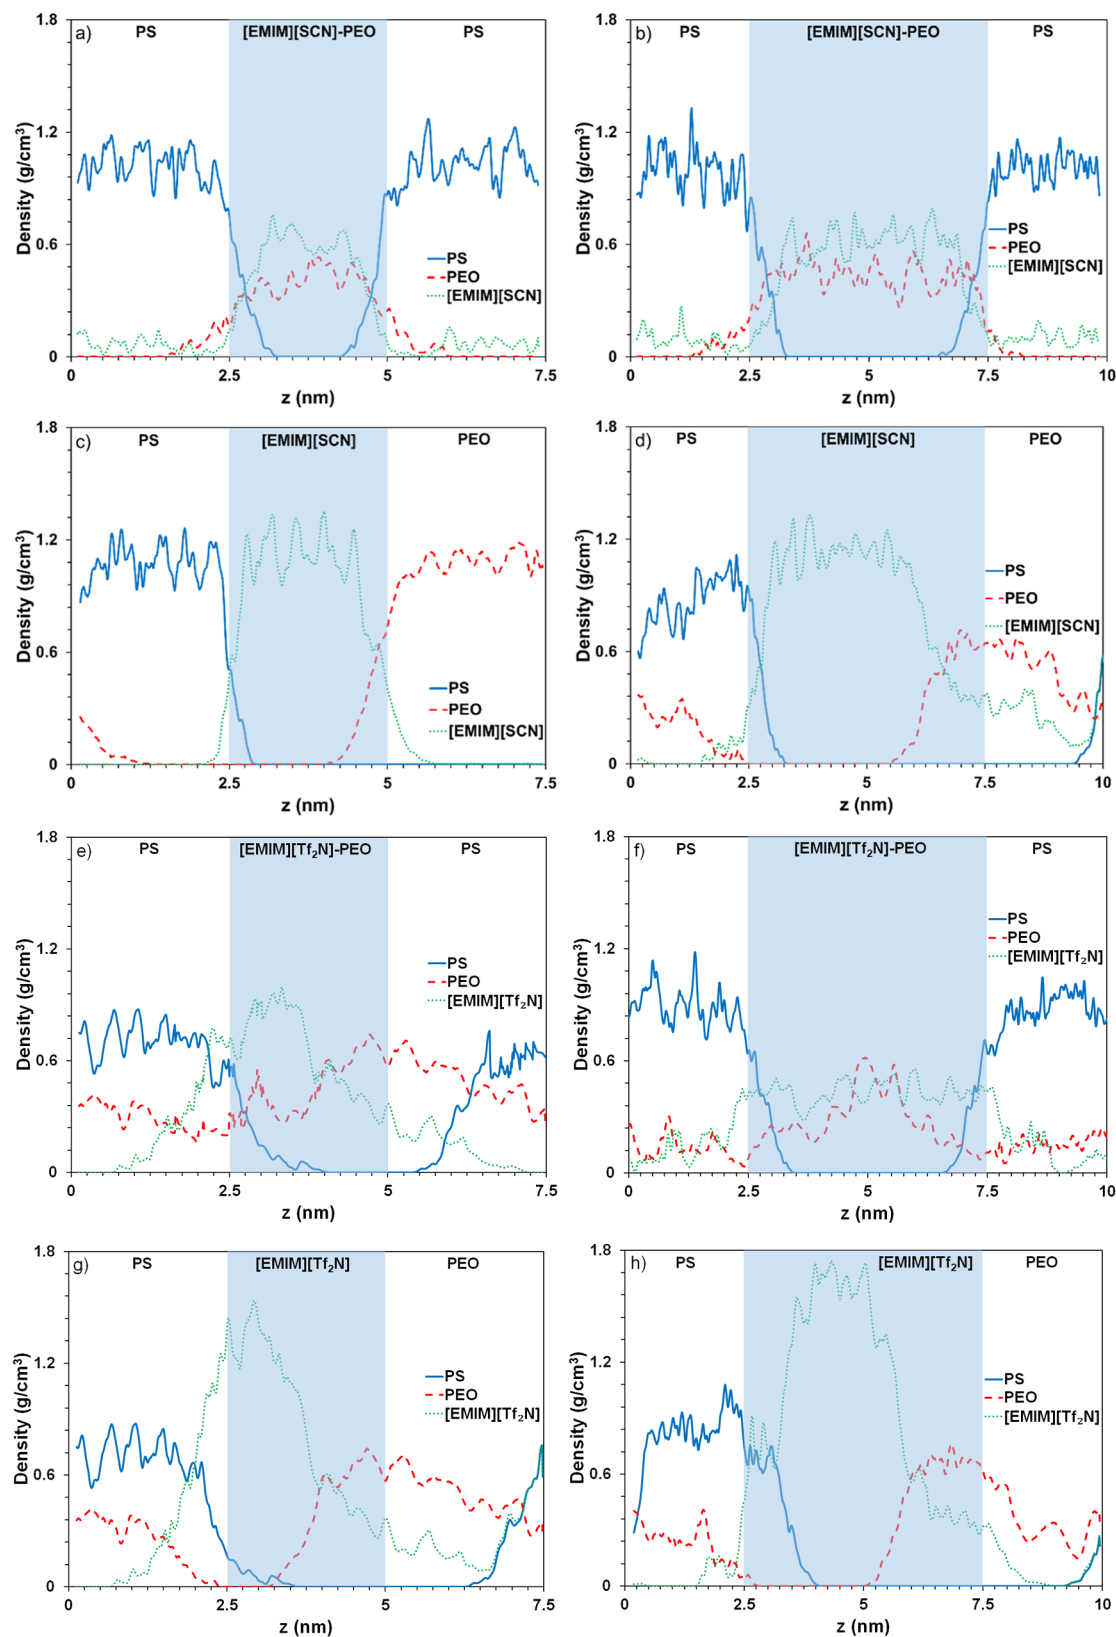 a) PS [EMIM][SCN]-PEO PS
1.8
1.2
0.6
0
Density (g/cm³)
PS
PEO
[EMIM][SCN]
0 2.5 5 7.5
z (nm)
b) PS [EMIM][SCN]-PEO PS
1.8
1.2
0.6
0
Density (g/cm³)
PS
PEO
[EMIM][SCN]
0 2.5 5 7.5 10
z (nm)
c) PS [EMIM][SCN] PEO
1.8
1.2
0.6
0
Density (g/cm³)
PS
PEO
[EMIM][SCN]
0 2.5 5 7.5
z (nm)
d) PS [EMIM][SCN] PEO
1.8
1.2
0.6
0
Density (g/cm³)
PS
PEO
[EMIM][SCN]
0 2.5 5 7.5 10
z (nm)
e) PS [EMIM][Tf₂N]-PEO PS
1.8
1.2
0.6
0
Density (g/cm³)
PS
PEO
[EMIM][Tf₂N]
0 2.5 5 7.5
z (nm)
f) PS [EMIM][Tf₂N]-PEO PS
1.8
1.2
0.6
0
Density (g/cm³)
PS
PEO
[EMIM][Tf₂N]
0 2.5 5 7.5 10
z (nm)
g) PS [EMIM][Tf₂N] PEO
1.8
1.2
0.6
0
Density (g/cm³)
PS
PEO
[EMIM][Tf₂N]
0 2.5 5 7.5
z (nm)
h) PS [EMIM][Tf₂N] PEO
1.8
1.2
0.6
0
Density (g/cm³)
PS
PEO
[EMIM][Tf₂N]
0 2.5 5 7.5 10
z (nm)